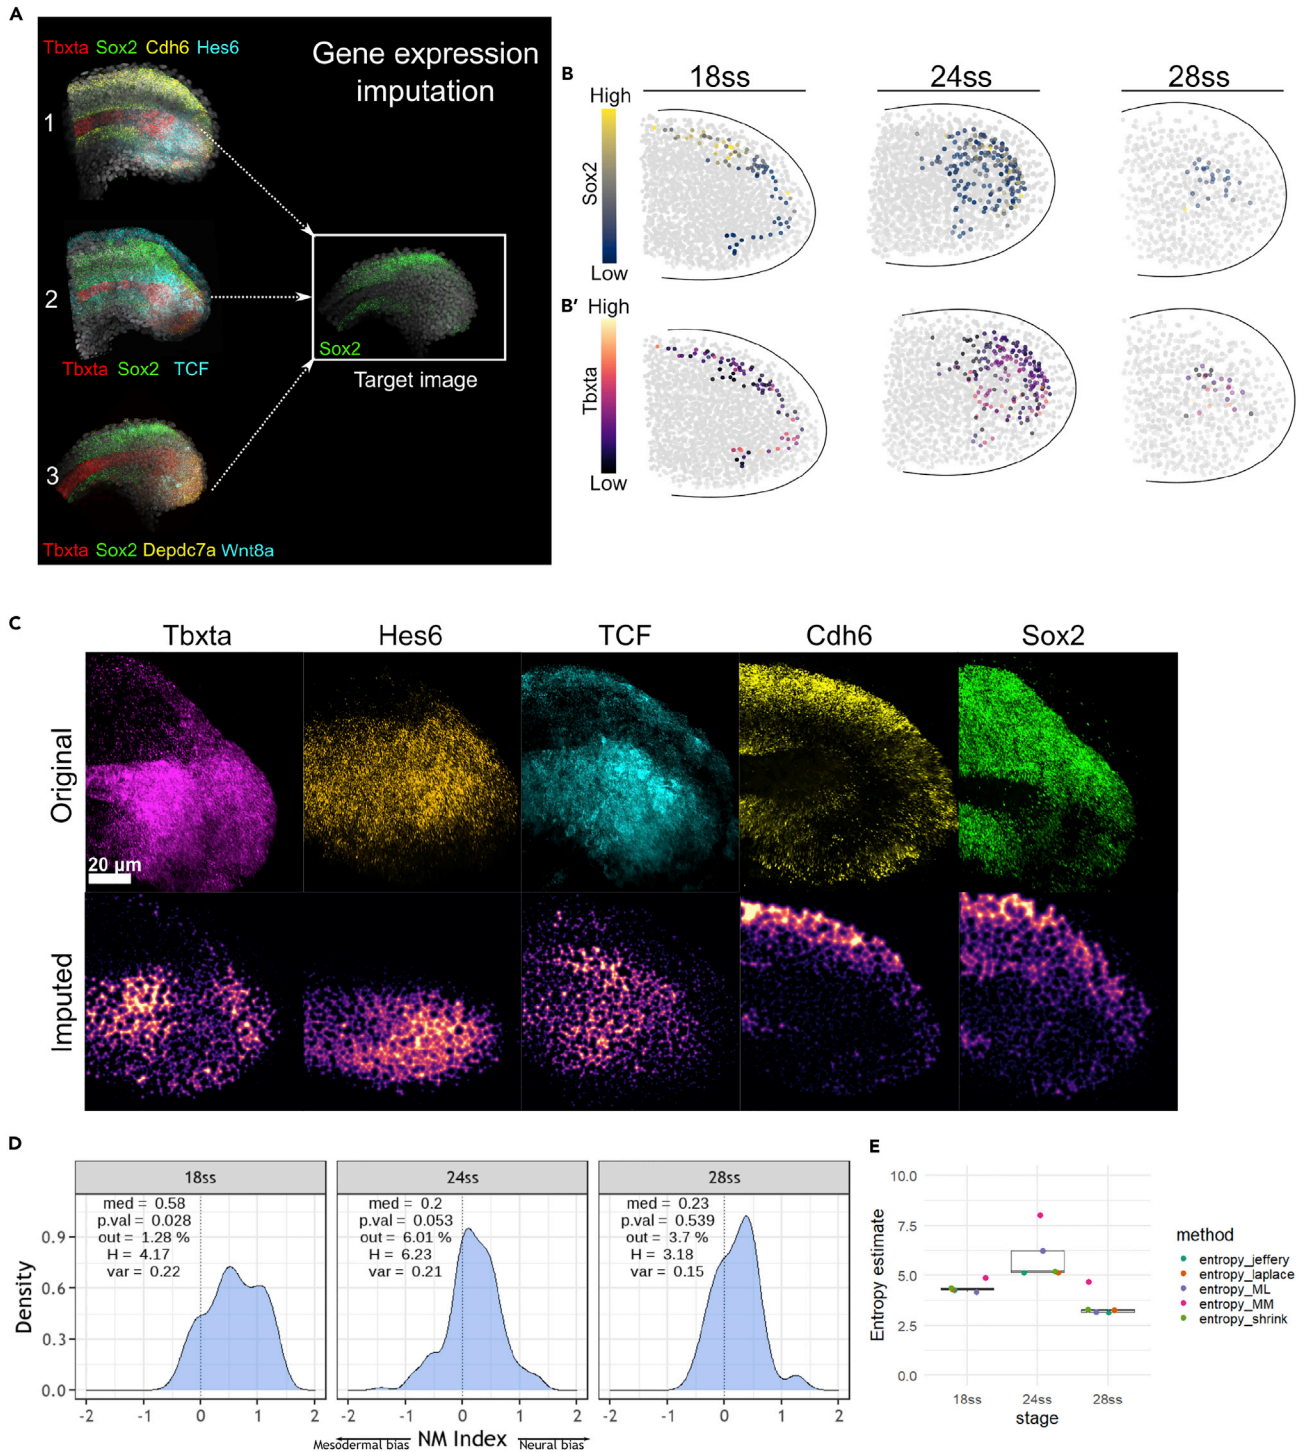 A
Tbxta Sox2 Cdh6 Hes6
Gene expression
imputation
1
2
Tbxta Sox2 TCF
3
Tbxta Sox2 Depdc7a Wnt8a
Sox2
Target image
B
18ss 24ss 28ss
High
Sox2
Low
B′
High
Tbxta
Low
C
Tbxta Hes6 TCF Cdh6 Sox2
Original
20 µm
Imputed
D
18ss
med = 0.58
p.val = 0.028
out = 1.28 %
H = 4.17
var = 0.22
24ss
med = 0.2
p.val = 0.053
out = 6.01 %
H = 6.23
var = 0.21
28ss
med = 0.23
p.val = 0.539
out = 3.7 %
H = 3.18
var = 0.15
Density
0.9
0.6
0.3
0.0
-2 -1 0 1 2
-2 -1 0 1 2
-2 -1 0 1 2
Mesodermal bias NM Index Neural bias
E
Entropy estimate
10.0
7.5
5.0
2.5
0.0
18ss 24ss 28ss
stage
method
entropy_jeffery
entropy_laplace
entropy_ML
entropy_MM
entropy_shrink